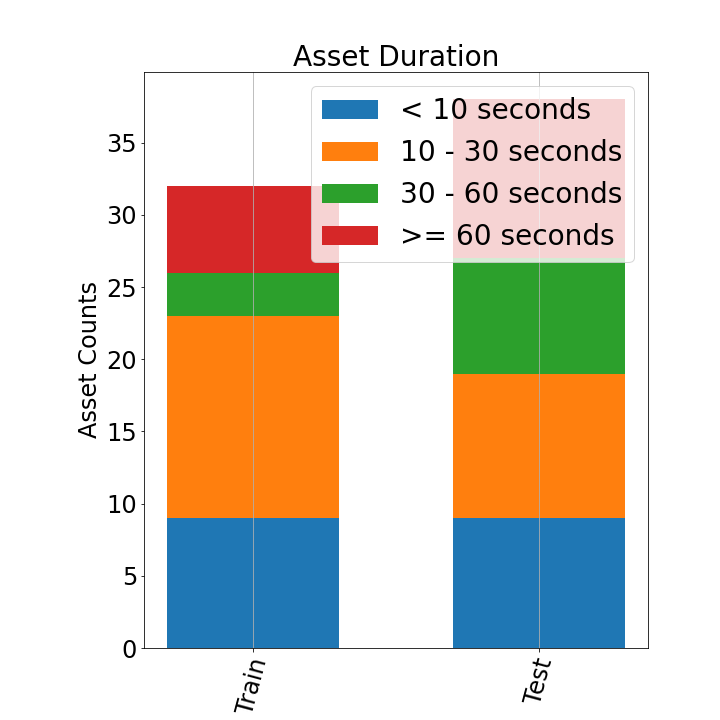 Asset Duration
< 10 seconds
10 - 30 seconds
30 - 60 seconds
>= 60 seconds
Asset Counts
35
30
25
20
15
10
5
0
Train
Test